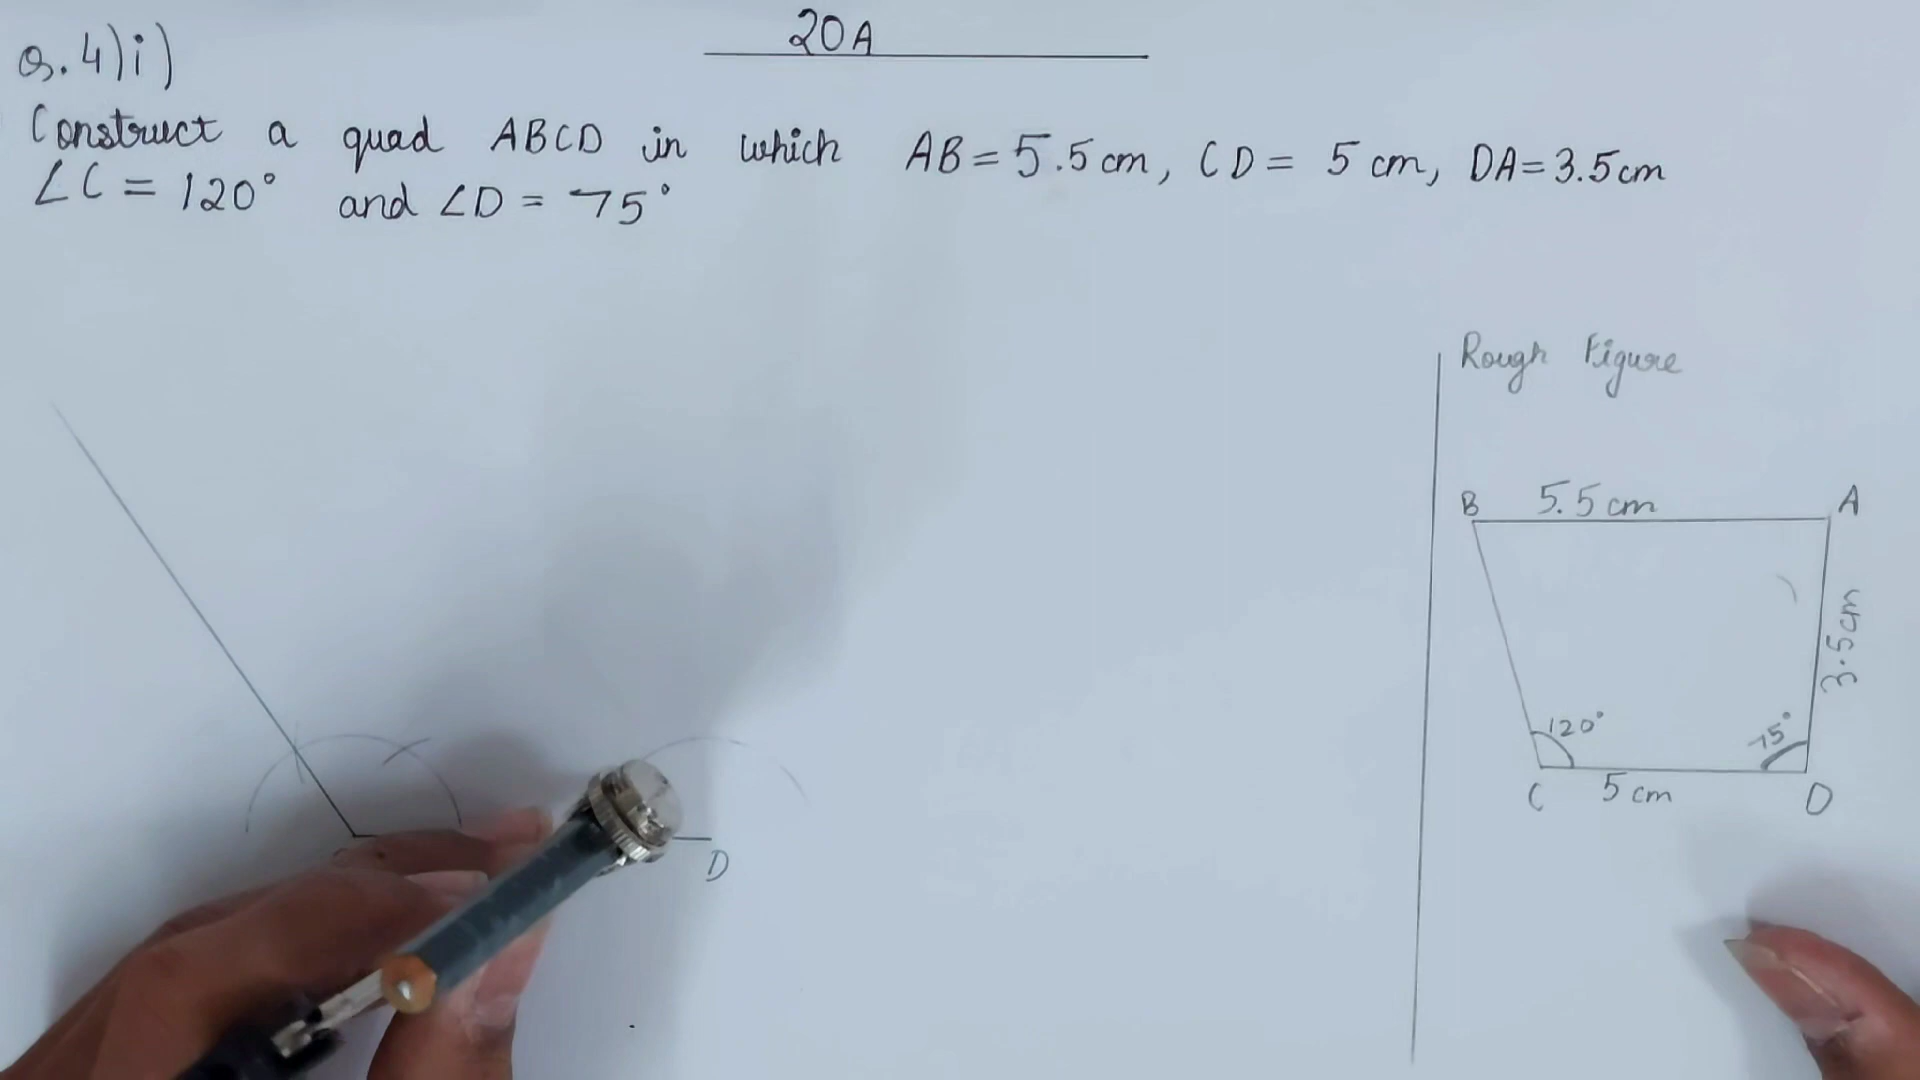 20A
Q.4)i)
Construct a quad ABCD in which AB = 5.5 cm, CD = 5 cm, DA = 3.5 cm
∠C = 120° and ∠D = 75°
Rough Figure
B 5.5 cm A
3.5 cm
120° 75°
C 5 cm D
D